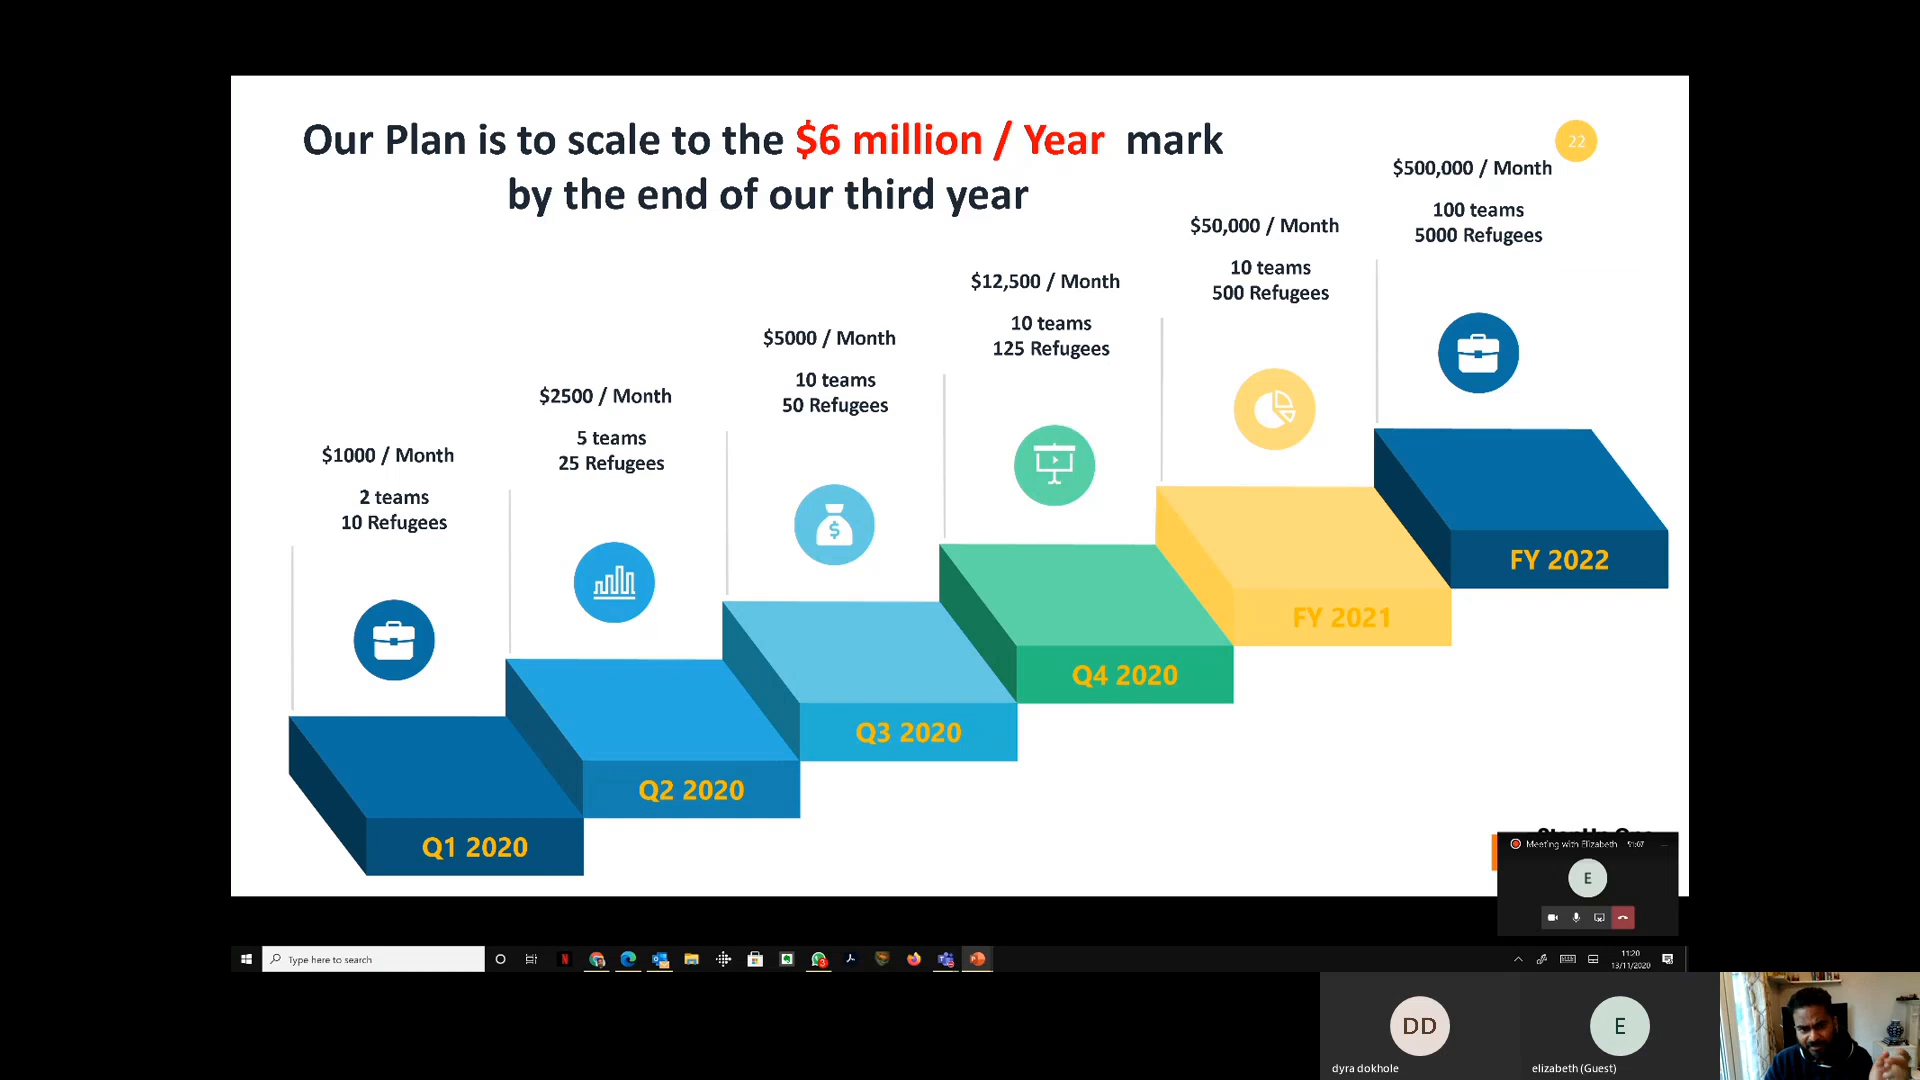 Our Plan is to scale to the $6 million / Year mark
by the end of our third year
22
$500,000 / Month
100 teams
5000 Refugees
$50,000 / Month
10 teams
500 Refugees
$12,500 / Month
10 teams
125 Refugees
$5000 / Month
10 teams
50 Refugees
$2500 / Month
5 teams
25 Refugees
$1000 / Month
2 teams
10 Refugees
$
FY 2022
FY 2021
Q4 2020
Q3 2020
Q2 2020
Q1 2020
Meeting with Elizabeth
E
Type here to search
N
11:20
13/11/2020
DD
dyra dokhole
E
elizabeth (Guest)